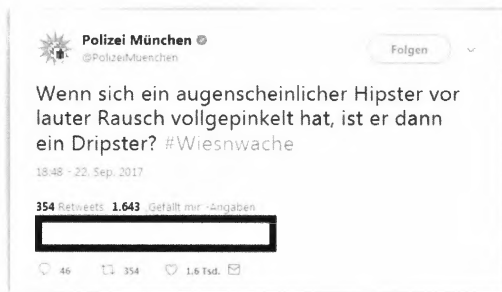 Polizei München
@PolizeiMuenchen
Folgen
Wenn sich ein augenscheinlicher Hipster vor
lauter Rausch vollgepinkelt hat, ist er dann
ein Dripster? #Wiesnwache
18:48 - 22. Sep. 2017
354 Retweets 1.643 „Gefällt mir"-Angaben
46 354 1.6 Tsd.